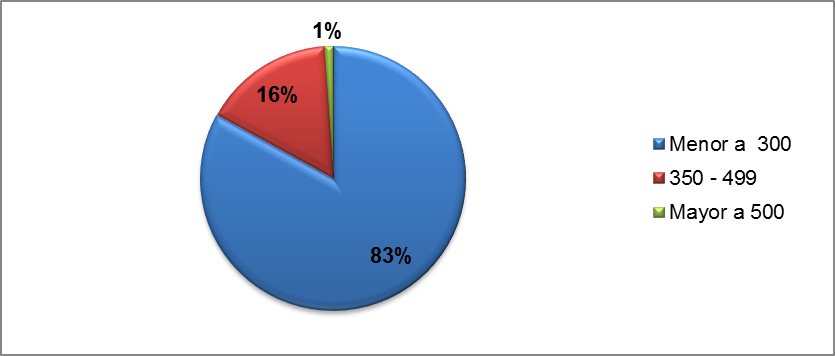 1%
16%
83%
Menor a  300
350 - 499
Mayor a 500